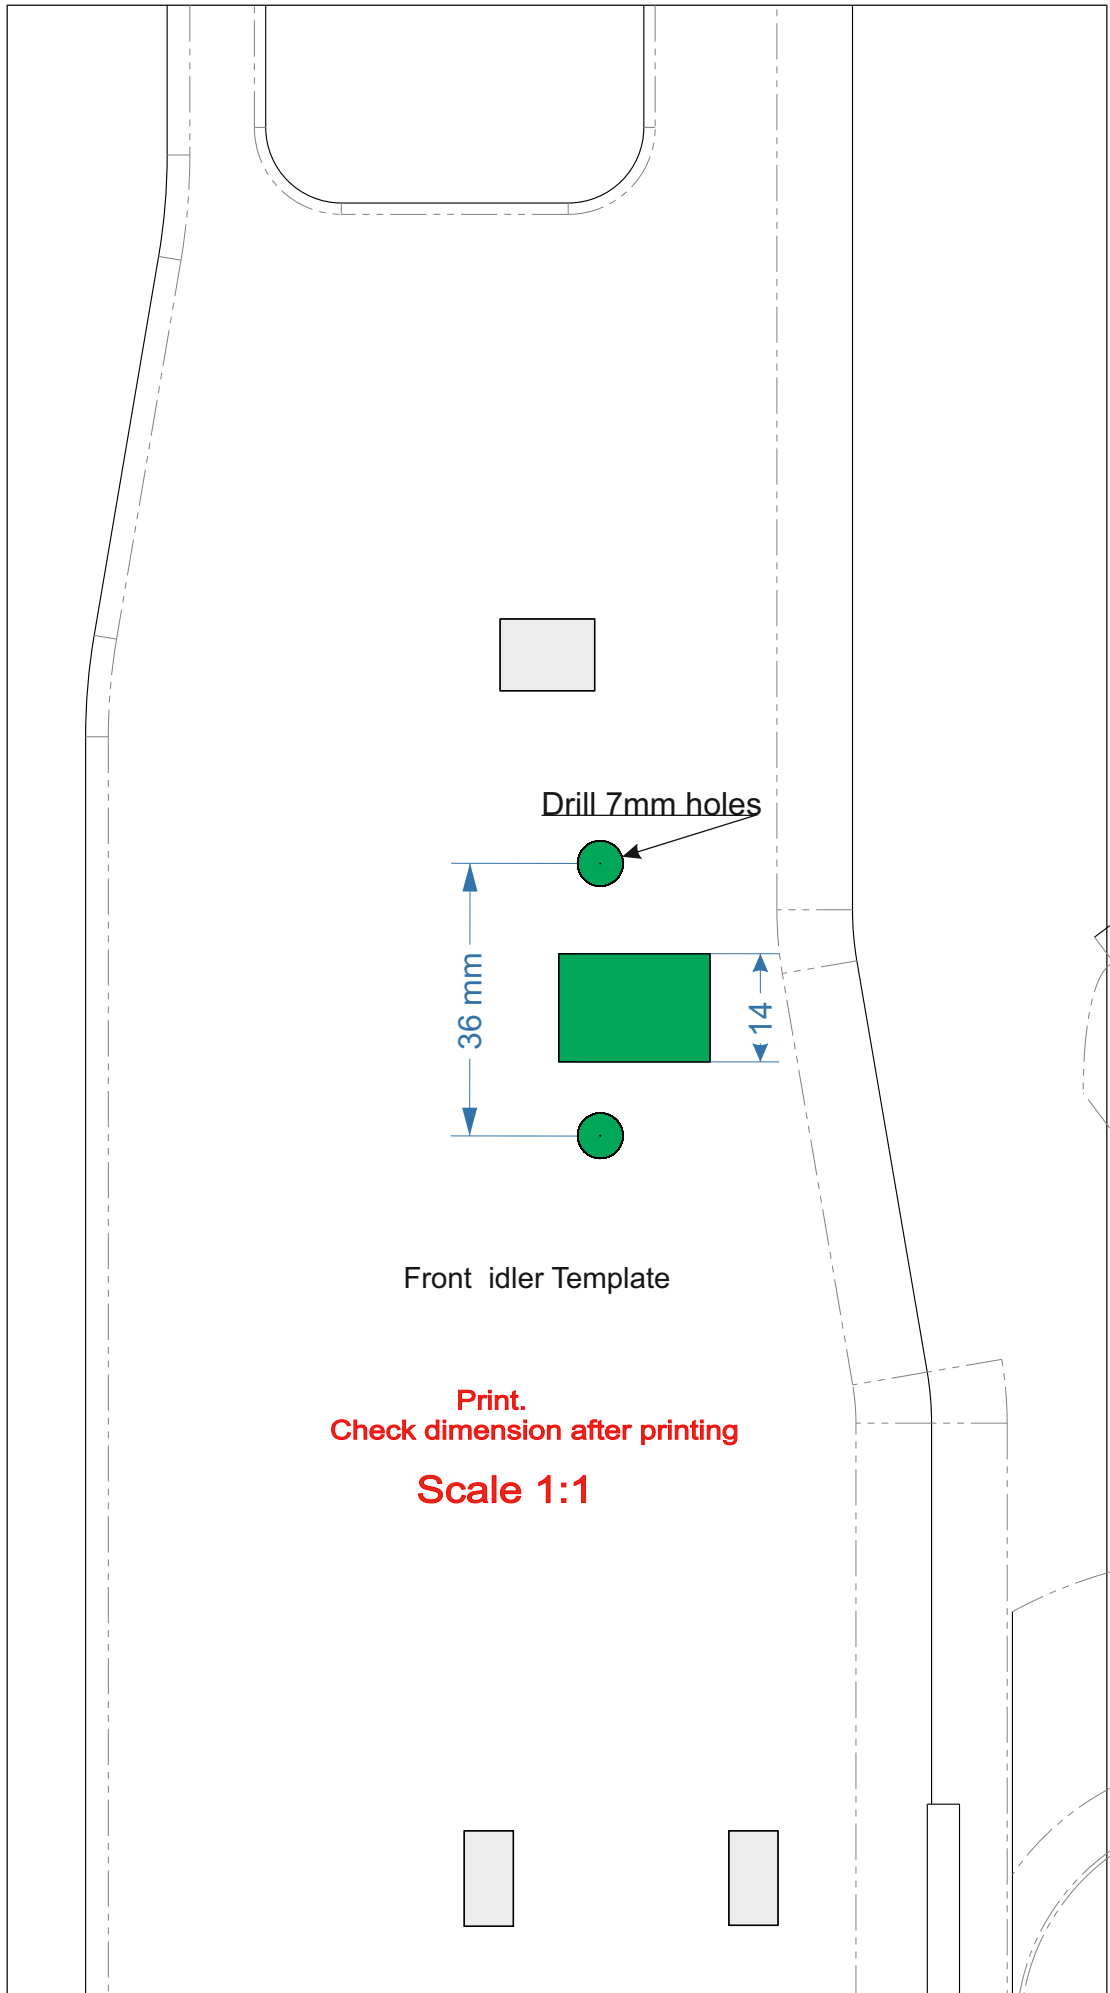 Drill 7mm holes
36 mm
14
Front idler Template
Print.
Check dimension after printing
Scale 1:1